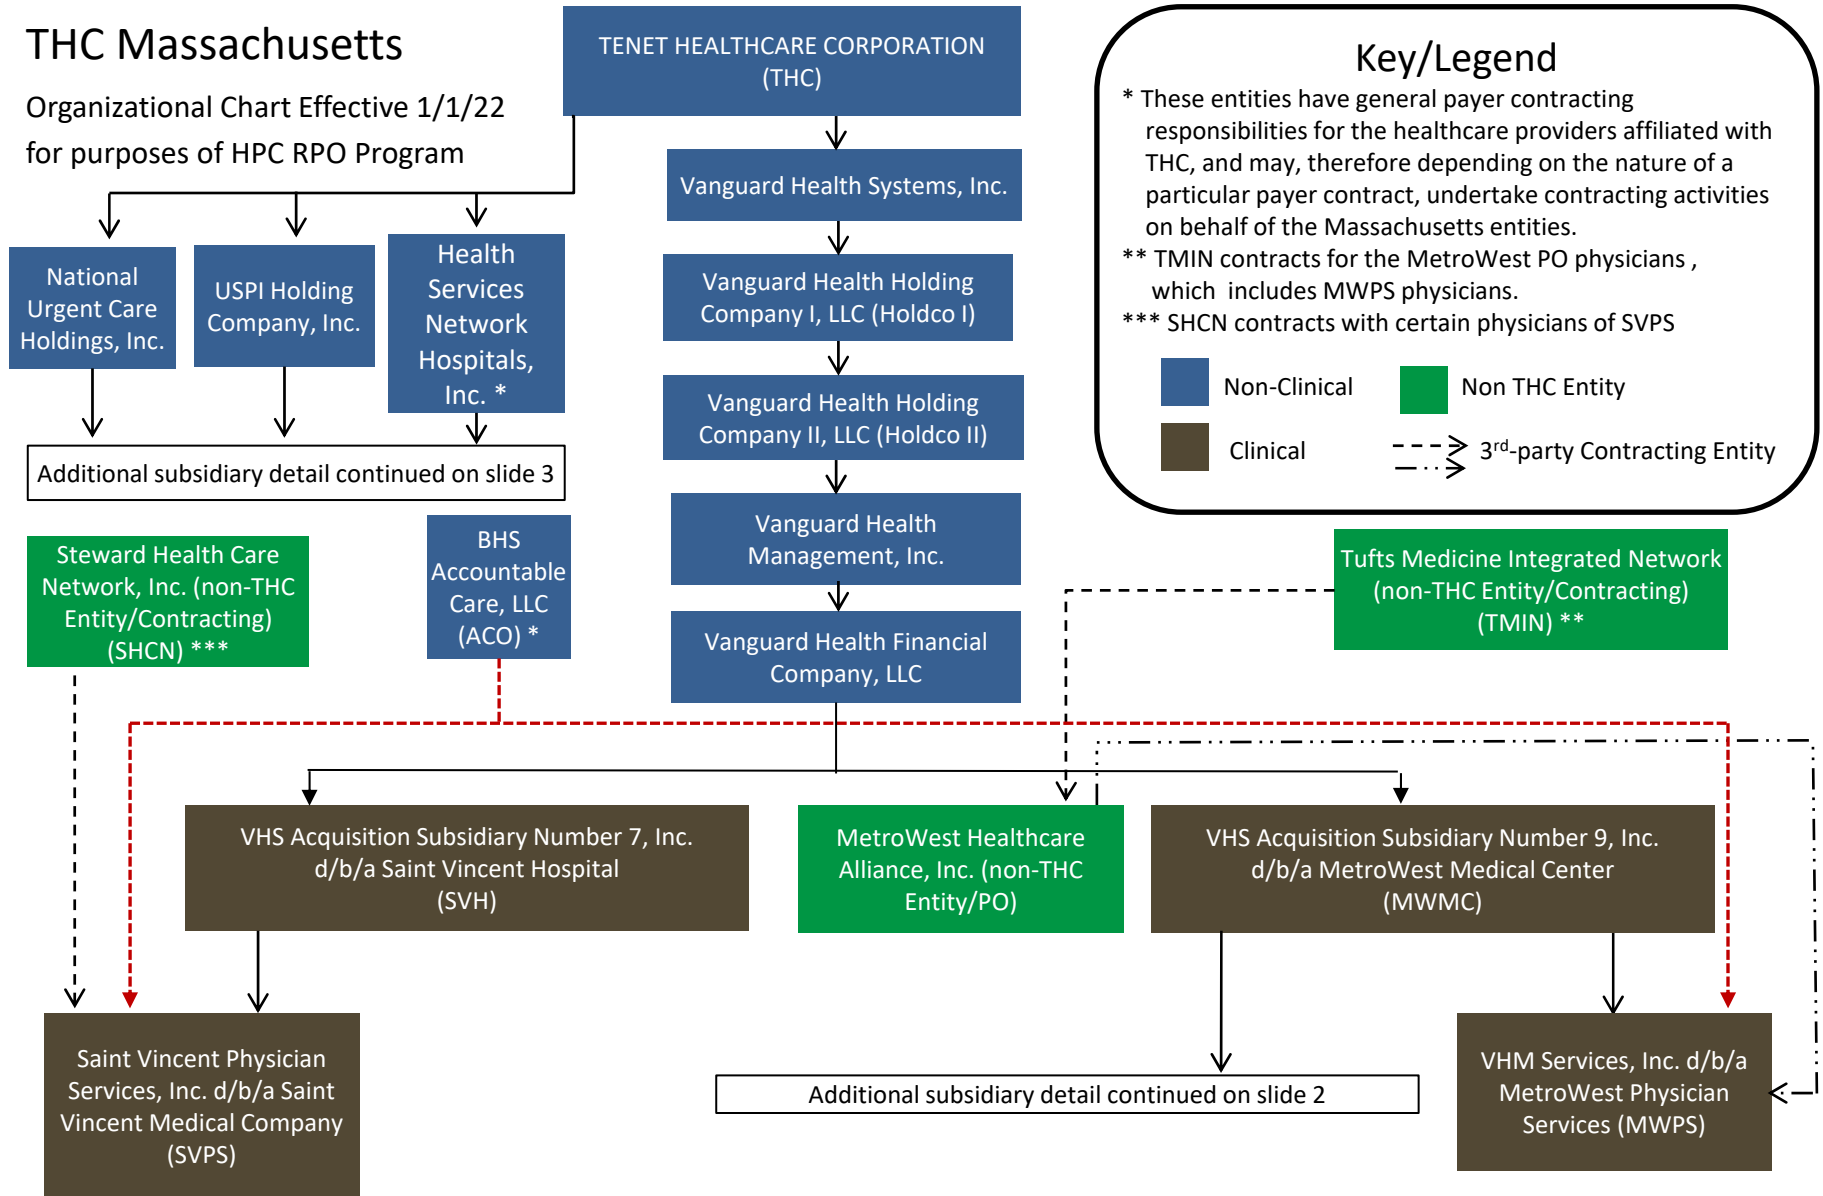 THC Massachusetts
Organizational Chart Effective 1/1/22
for purposes of HPC RPO Program
TENET HEALTHCARE CORPORATION
(THC)
Key/Legend
* These entities have general payer contracting
responsibilities for the healthcare providers affiliated with
THC, and may, therefore depending on the nature of a
particular payer contract, undertake contracting activities
on behalf of the Massachusetts entities.
** TMIN contracts for the MetroWest PO physicians ,
which includes MWPS physicians.
*** SHCN contracts with certain physicians of SVPS
Non-Clinical
Non THC Entity
Clinical
3rd-party Contracting Entity
Vanguard Health Systems, Inc.
National
Urgent Care
Holdings, Inc.
USPI Holding
Company, Inc.
Health
Services
Network
Hospitals,
Inc. *
Vanguard Health Holding
Company I, LLC (Holdco I)
Vanguard Health Holding
Company II, LLC (Holdco II)
Additional subsidiary detail continued on slide 3
Vanguard Health
Management, Inc.
Steward Health Care
Network, Inc. (non-THC
Entity/Contracting)
(SHCN) ***
BHS
Accountable
Care, LLC
(ACO) *
Tufts Medicine Integrated Network
(non-THC Entity/Contracting)
(TMIN) **
Vanguard Health Financial
Company, LLC
VHS Acquisition Subsidiary Number 7, Inc.
d/b/a Saint Vincent Hospital
(SVH)
MetroWest Healthcare
Alliance, Inc. (non-THC
Entity/PO)
VHS Acquisition Subsidiary Number 9, Inc.
d/b/a MetroWest Medical Center
(MWMC)
Saint Vincent Physician
Services, Inc. d/b/a Saint
Vincent Medical Company
(SVPS)
Additional subsidiary detail continued on slide 2
VHM Services, Inc. d/b/a
MetroWest Physician
Services (MWPS)